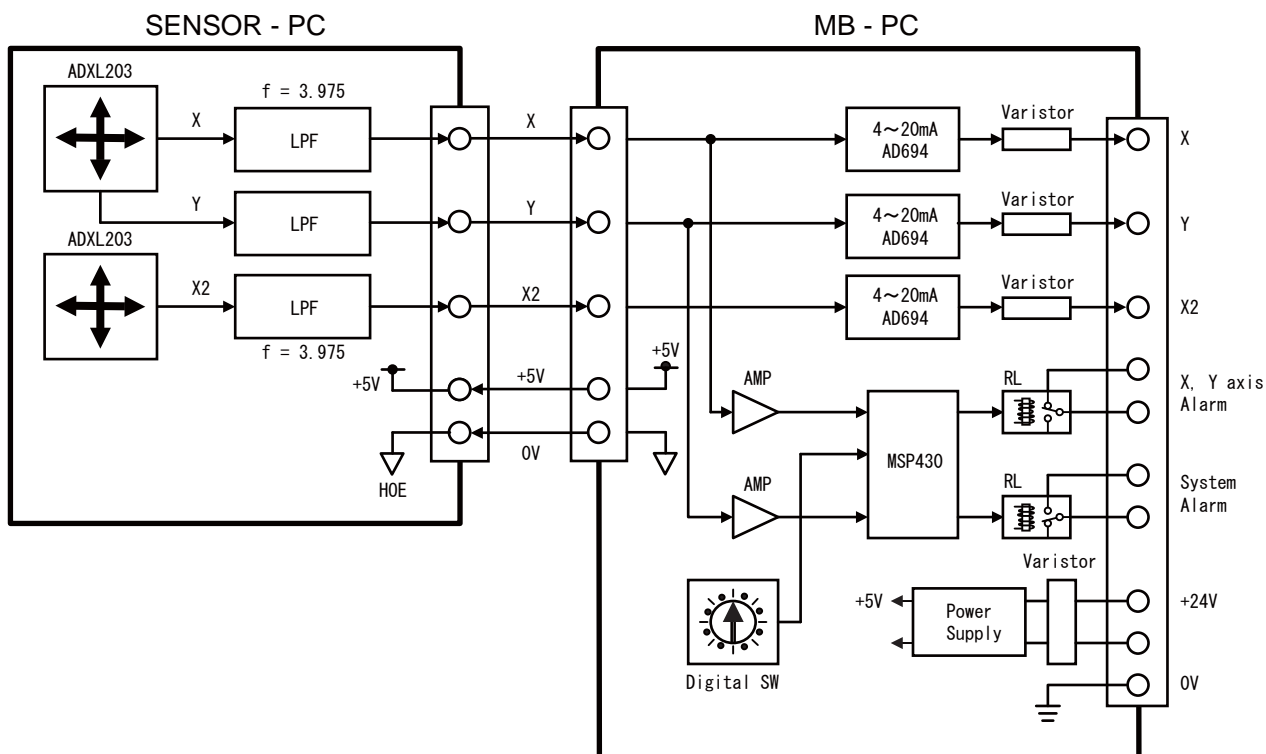 SENSOR - PC
MB - PC
ADXL203
f = 3.975
X
LPF
X
4～20mA
AD694
Varistor
X
Y
LPF
Y
4～20mA
AD694
Varistor
Y
ADXL203
X2
LPF
f = 3.975
X2
4～20mA
AD694
Varistor
X2
+5V
+5V
+5V
0V
HOE
AMP
AMP
MSP430
RL
X, Y axis
Alarm
RL
System
Alarm
Digital SW
Varistor
+5V
Power
Supply
+24V
0V